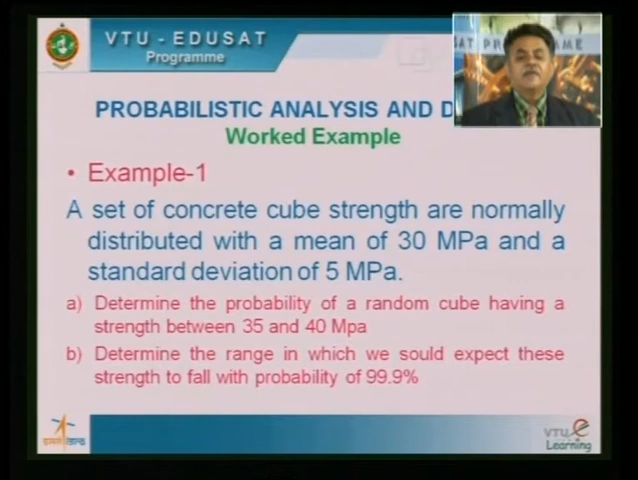 VTU - EDUSAT
Programme
SAT PROGRAMME
PROBABILISTIC ANALYSIS AND D
Worked Example
• Example-1
A set of concrete cube strength are normally
distributed with a mean of 30 MPa and a
standard deviation of 5 MPa.
a) Determine the probability of a random cube having a
strength between 35 and 40 Mpa
b) Determine the range in which we sould expect these
strength to fall with probability of 99.9%
VTU e
Learning